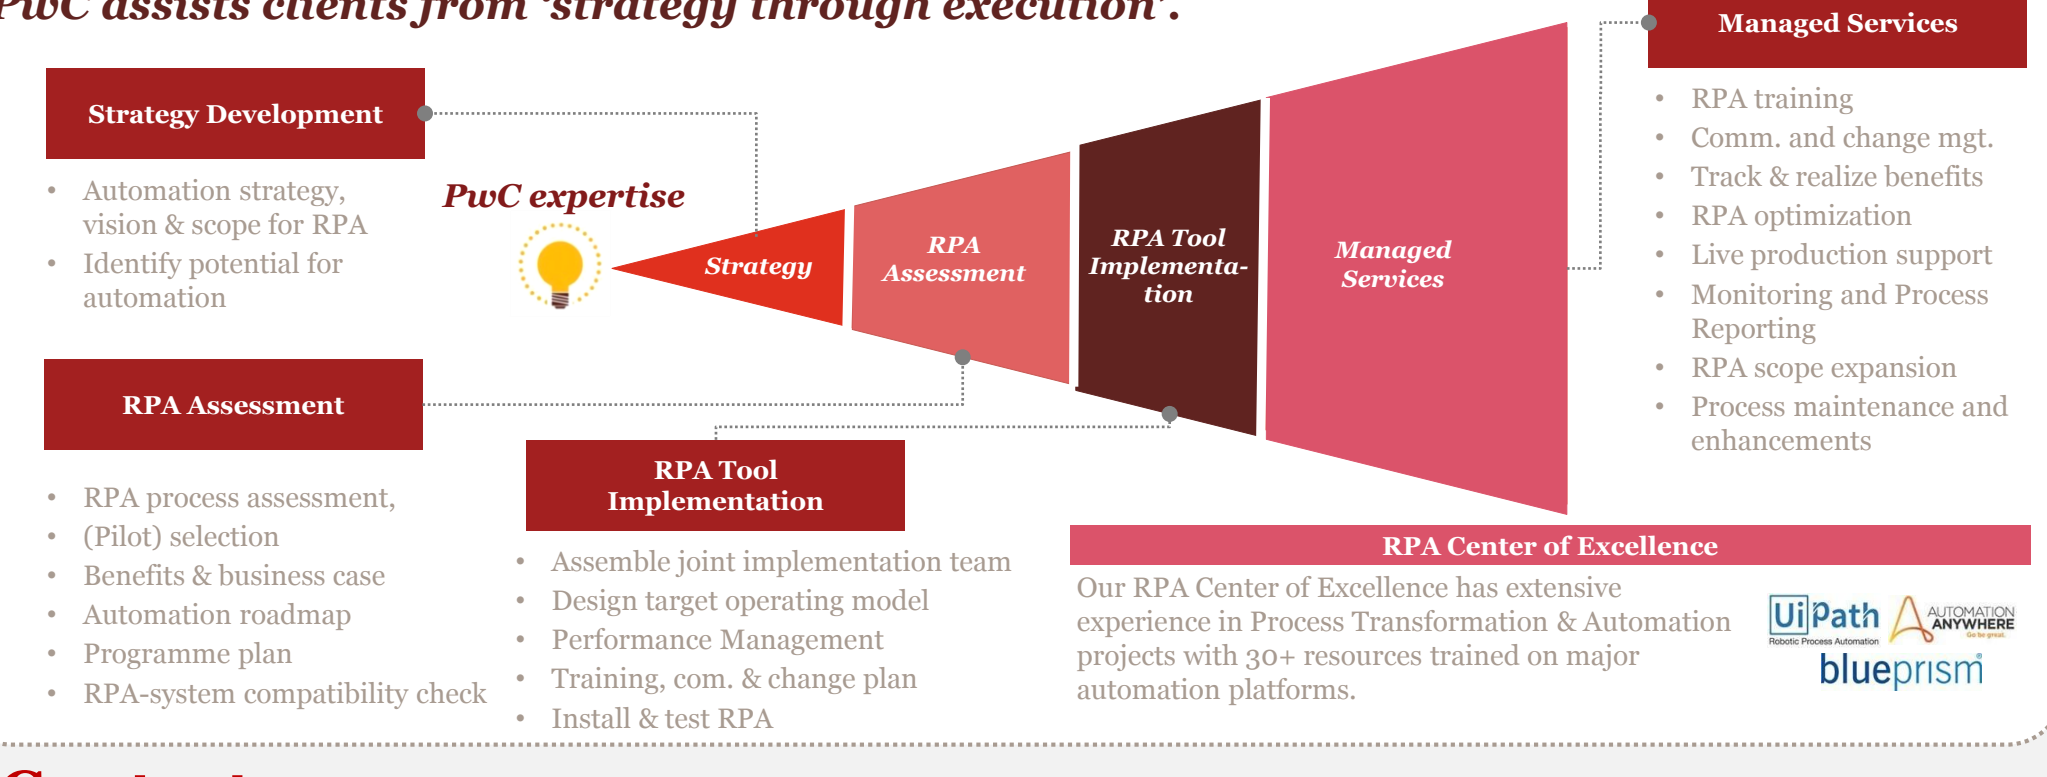 PwC assists clients from 'strategy through execution'.
Strategy Development
• Automation strategy,
vision & scope for RPA
• Identify potential for
automation
PwC expertise
Strategy
RPA
Assessment
RPA Tool
Implementa-
tion
Managed
Services
Managed Services
• RPA training
• Comm. and change mgt.
• Track & realize benefits
• RPA optimization
• Live production support
• Monitoring and Process
Reporting
• RPA scope expansion
• Process maintenance and
enhancements
RPA Assessment
• RPA process assessment,
• (Pilot) selection
• Benefits & business case
• Automation roadmap
• Programme plan
• RPA-system compatibility check
RPA Tool
Implementation
• Assemble joint implementation team
• Design target operating model
• Performance Management
• Training, com. & change plan
• Install & test RPA
RPA Center of Excellence
Our RPA Center of Excellence has extensive
experience in Process Transformation & Automation
projects with 30+ resources trained on major
automation platforms.
UiPath
Robotic Process Automation
AUTOMATION
ANYWHERE
Go be great.
blueprism®